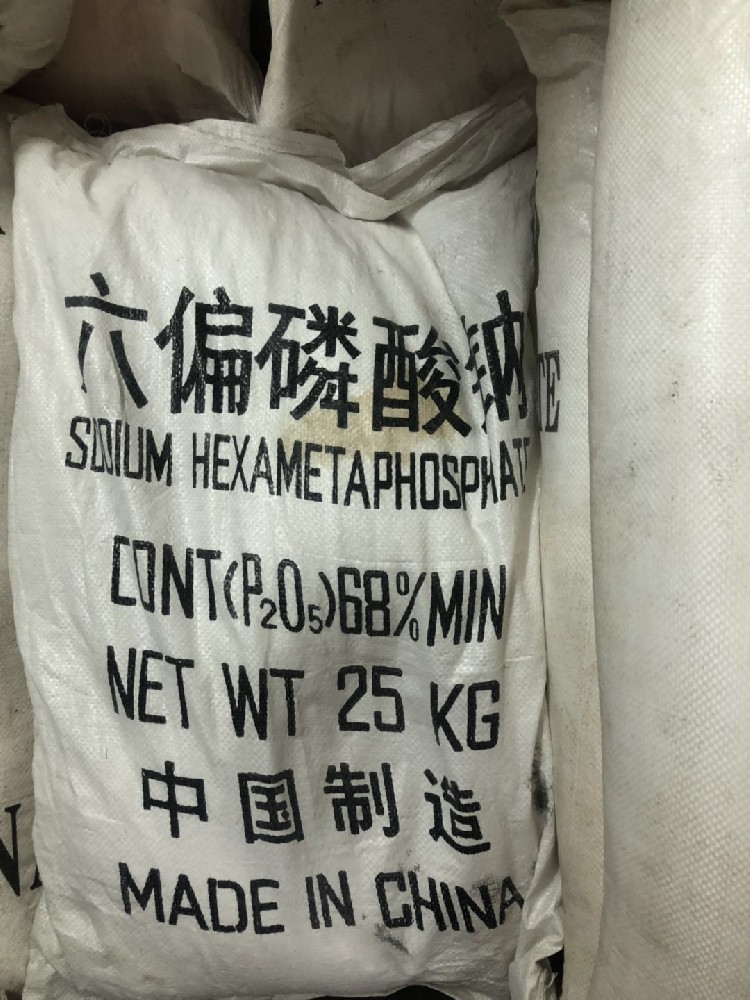 六偏磷酸钠
SODIUM HEXAMETAPHOSPHATE
CONT(P₂O₅)68%MIN
NET WT 25 KG
中国制造
MADE IN CHINA
TE